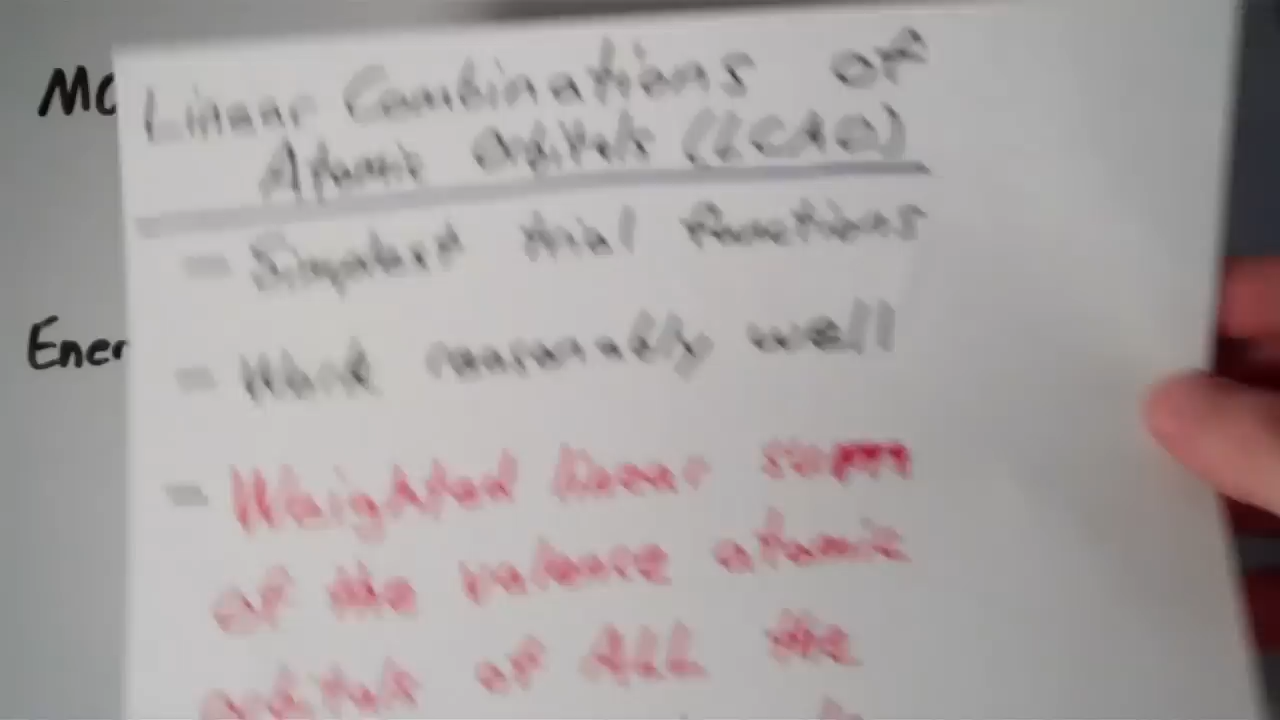 MO
Ener
Linear Combinations of
Atomic Orbitals (LCAO)
- Simplest trial functions
- Work reasonably well
- Weighted linear sum
of the valence atomic
orbitals of ALL the